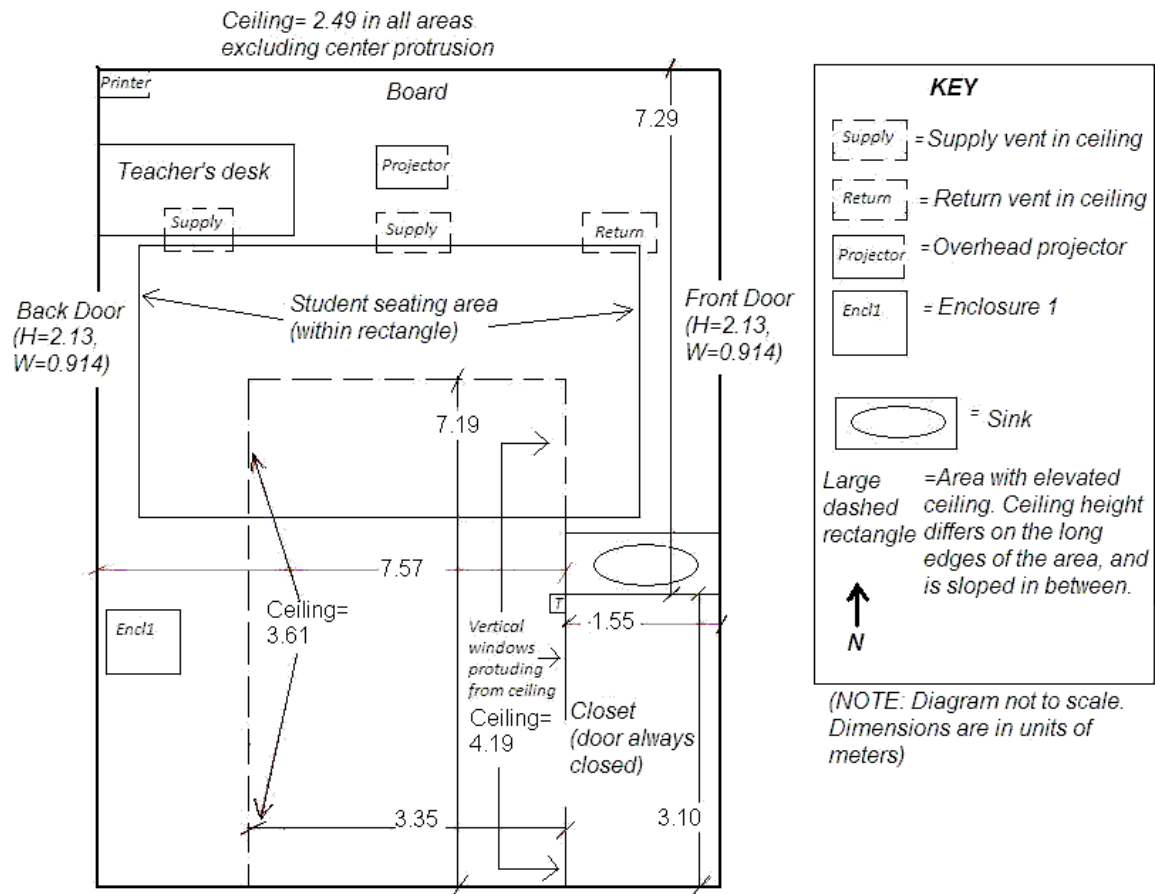 Ceiling= 2.49 in all areas
excluding center protrusion
Printer
Board
7.29
Teacher's desk
Projector
Supply
Supply
Return
Back Door
(H=2.13,
W=0.914)
Student seating area
(within rectangle)
Front Door
(H=2.13,
W=0.914)
7.19
7.57
Encl1
Ceiling=
3.61
T
1.55
Vertical
windows
protuding
from ceiling
Ceiling=
4.19
Closet
(door always
closed)
3.35
3.10
KEY
Supply
=Supply vent in ceiling
Return
=Return vent in ceiling
Projector
=Overhead projector
Encl1
=Enclosure 1
= Sink
Large
dashed
rectangle
=Area with elevated
ceiling. Ceiling height
differs on the long
edges of the area, and
is sloped in between.
N
(NOTE: Diagram not to scale.
Dimensions are in units of
meters)